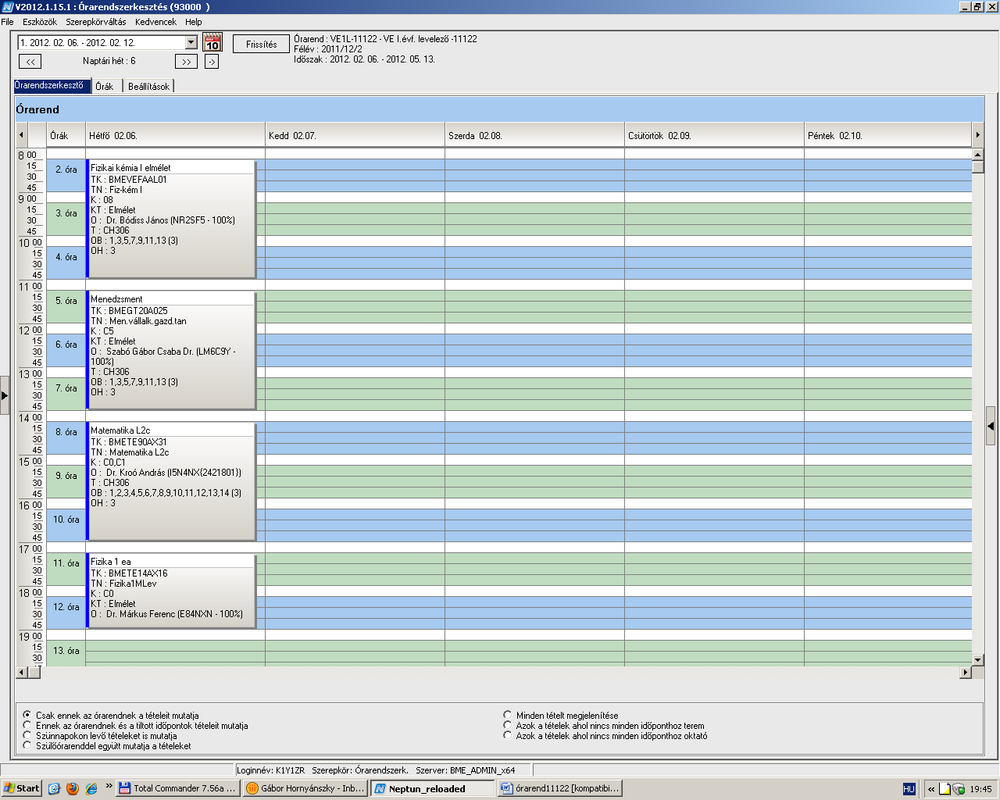 V2012.1.15.1 : Órarendszerkesztés (93000 )
File Eszközök Szerepkörváltás Kedvencek Help
1. 2012. 02. 06. - 2012. 02. 12.
10
Frissítés
Órarend : VE1L-11122 - VE I.évf. levelező -11122
Félév : 2011/12/2
Időszak : 2012. 02. 06. - 2012. 05. 13.
<< Naptári hét : 6 >> ->
Órarendszerkesztő Órák Beállítások
Órarend
Órák Hétfő 02.06. Kedd 02.07. Szerda 02.08. Csütörtök 02.09. Péntek 02.10.
8 00
15
30
45
2. óra
9 00
15
30
45
3. óra
10 00
15
30
45
4. óra
Fizikai kémia I elmélet
TK : BMEVEFAAL01
TN : Fiz-kém I
K : 08
KT : Elmélet
O : Dr. Bódiss János (NR2SF5 - 100%)
T : CH306
OB : 1,3,5,7,9,11,13 (3)
OH : 3
11 00
15
30
45
5. óra
12 00
15
30
45
6. óra
13 00
15
30
45
7. óra
Menedzsment
TK : BMEGT20A025
TN : Men.vállalk.gazd.tan
K : C5
KT : Elmélet
O : Szabó Gábor Csaba Dr. (LM6C9Y -
100%)
T : CH306
OB : 1,3,5,7,9,11,13 (3)
OH : 3
14 00
15
30
45
8. óra
15 00
15
30
45
9. óra
16 00
15
30
45
10. óra
Matematika L2c
TK : BMETE90AX31
TN : Matematika L2c
K : C0,C1
O : Dr. Kroó András (I5N4NX{2421801})
T : CH306
OB : 1,2,3,4,5,6,7,8,9,10,11,12,13,14 (3)
OH : 3
17 00
15
30
45
11. óra
18 00
15
30
45
12. óra
Fizika 1 ea
TK : BMETE14AX16
TN : Fizika1MLev
K : C0
KT : Elmélet
O : Dr. Márkus Ferenc (E84NXN - 100%)
19 00
15
30
13. óra
Csak ennek az órarendnek a tételeit mutatja
Ennek az órarendnek és a tiltott időpontok tételeit mutatja
Szünnapokon levő tételeket is mutatja
Szülőórarenddel együtt mutatja a tételeket
Minden tételt megjelenítése
Azok a tételek ahol nincs minden időponthoz terem
Azok a tételek ahol nincs minden időponthoz oktató
Loginnév: K1Y1ZR Szerepkör: Órarendszerk. Szerver: BME_ADMIN_x64
Start » Total Commander 7.56a ... Gábor Hornyánszky - Inb... Neptun_reloaded órarend11122 [kompatibi... HU « 19:45